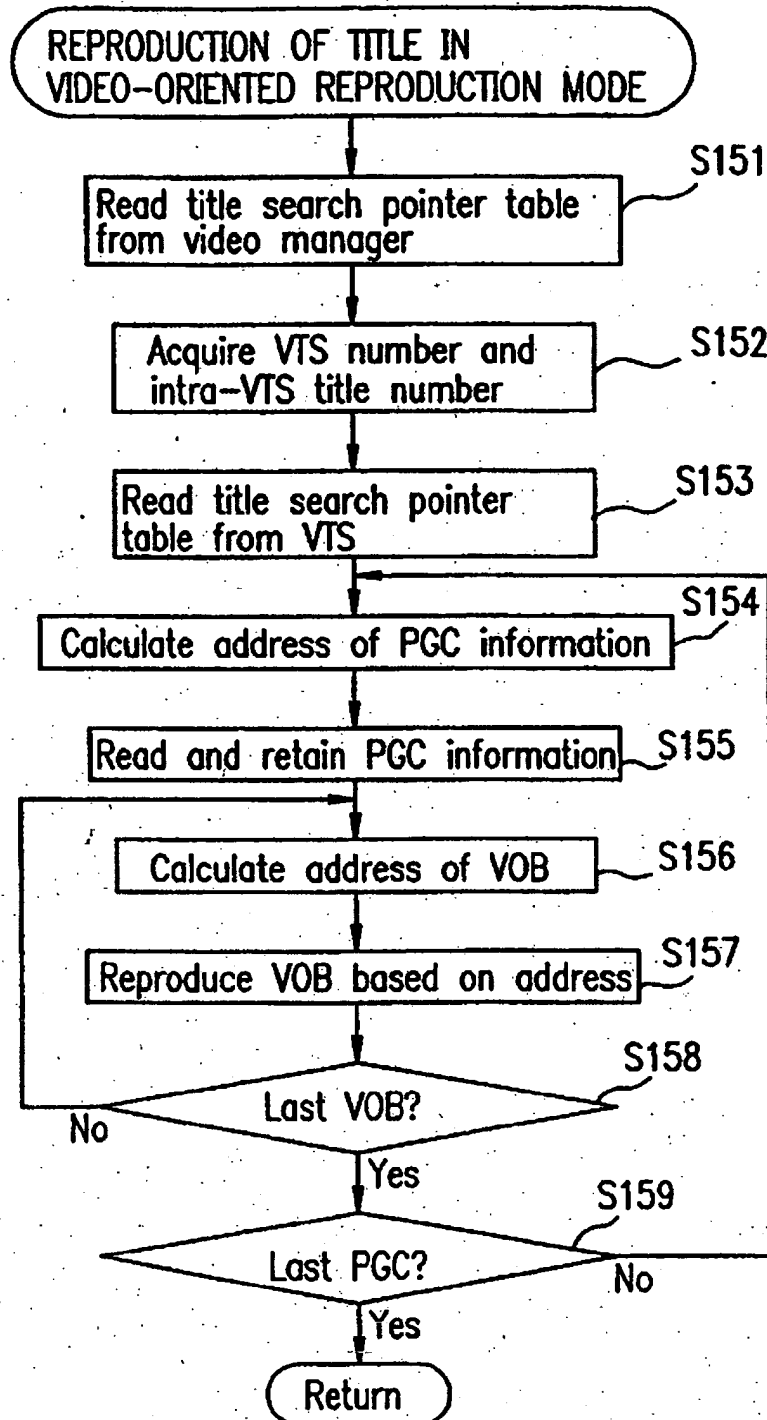 REPRODUCTION OF TITLE IN
VIDEO-ORIENTED REPRODUCTION MODE
S151
Read title search pointer table
from video manager
S152
Acquire VTS number and
intra-VTS title number
S153
Read title search pointer
table from VTS
S154
Calculate address of PGC information
S155
Read and retain PGC information
S156
Calculate address of VOB
S157
Reproduce VOB based on address
S158
Last VOB?
No
Yes
S159
Last PGC?
No
Yes
Return